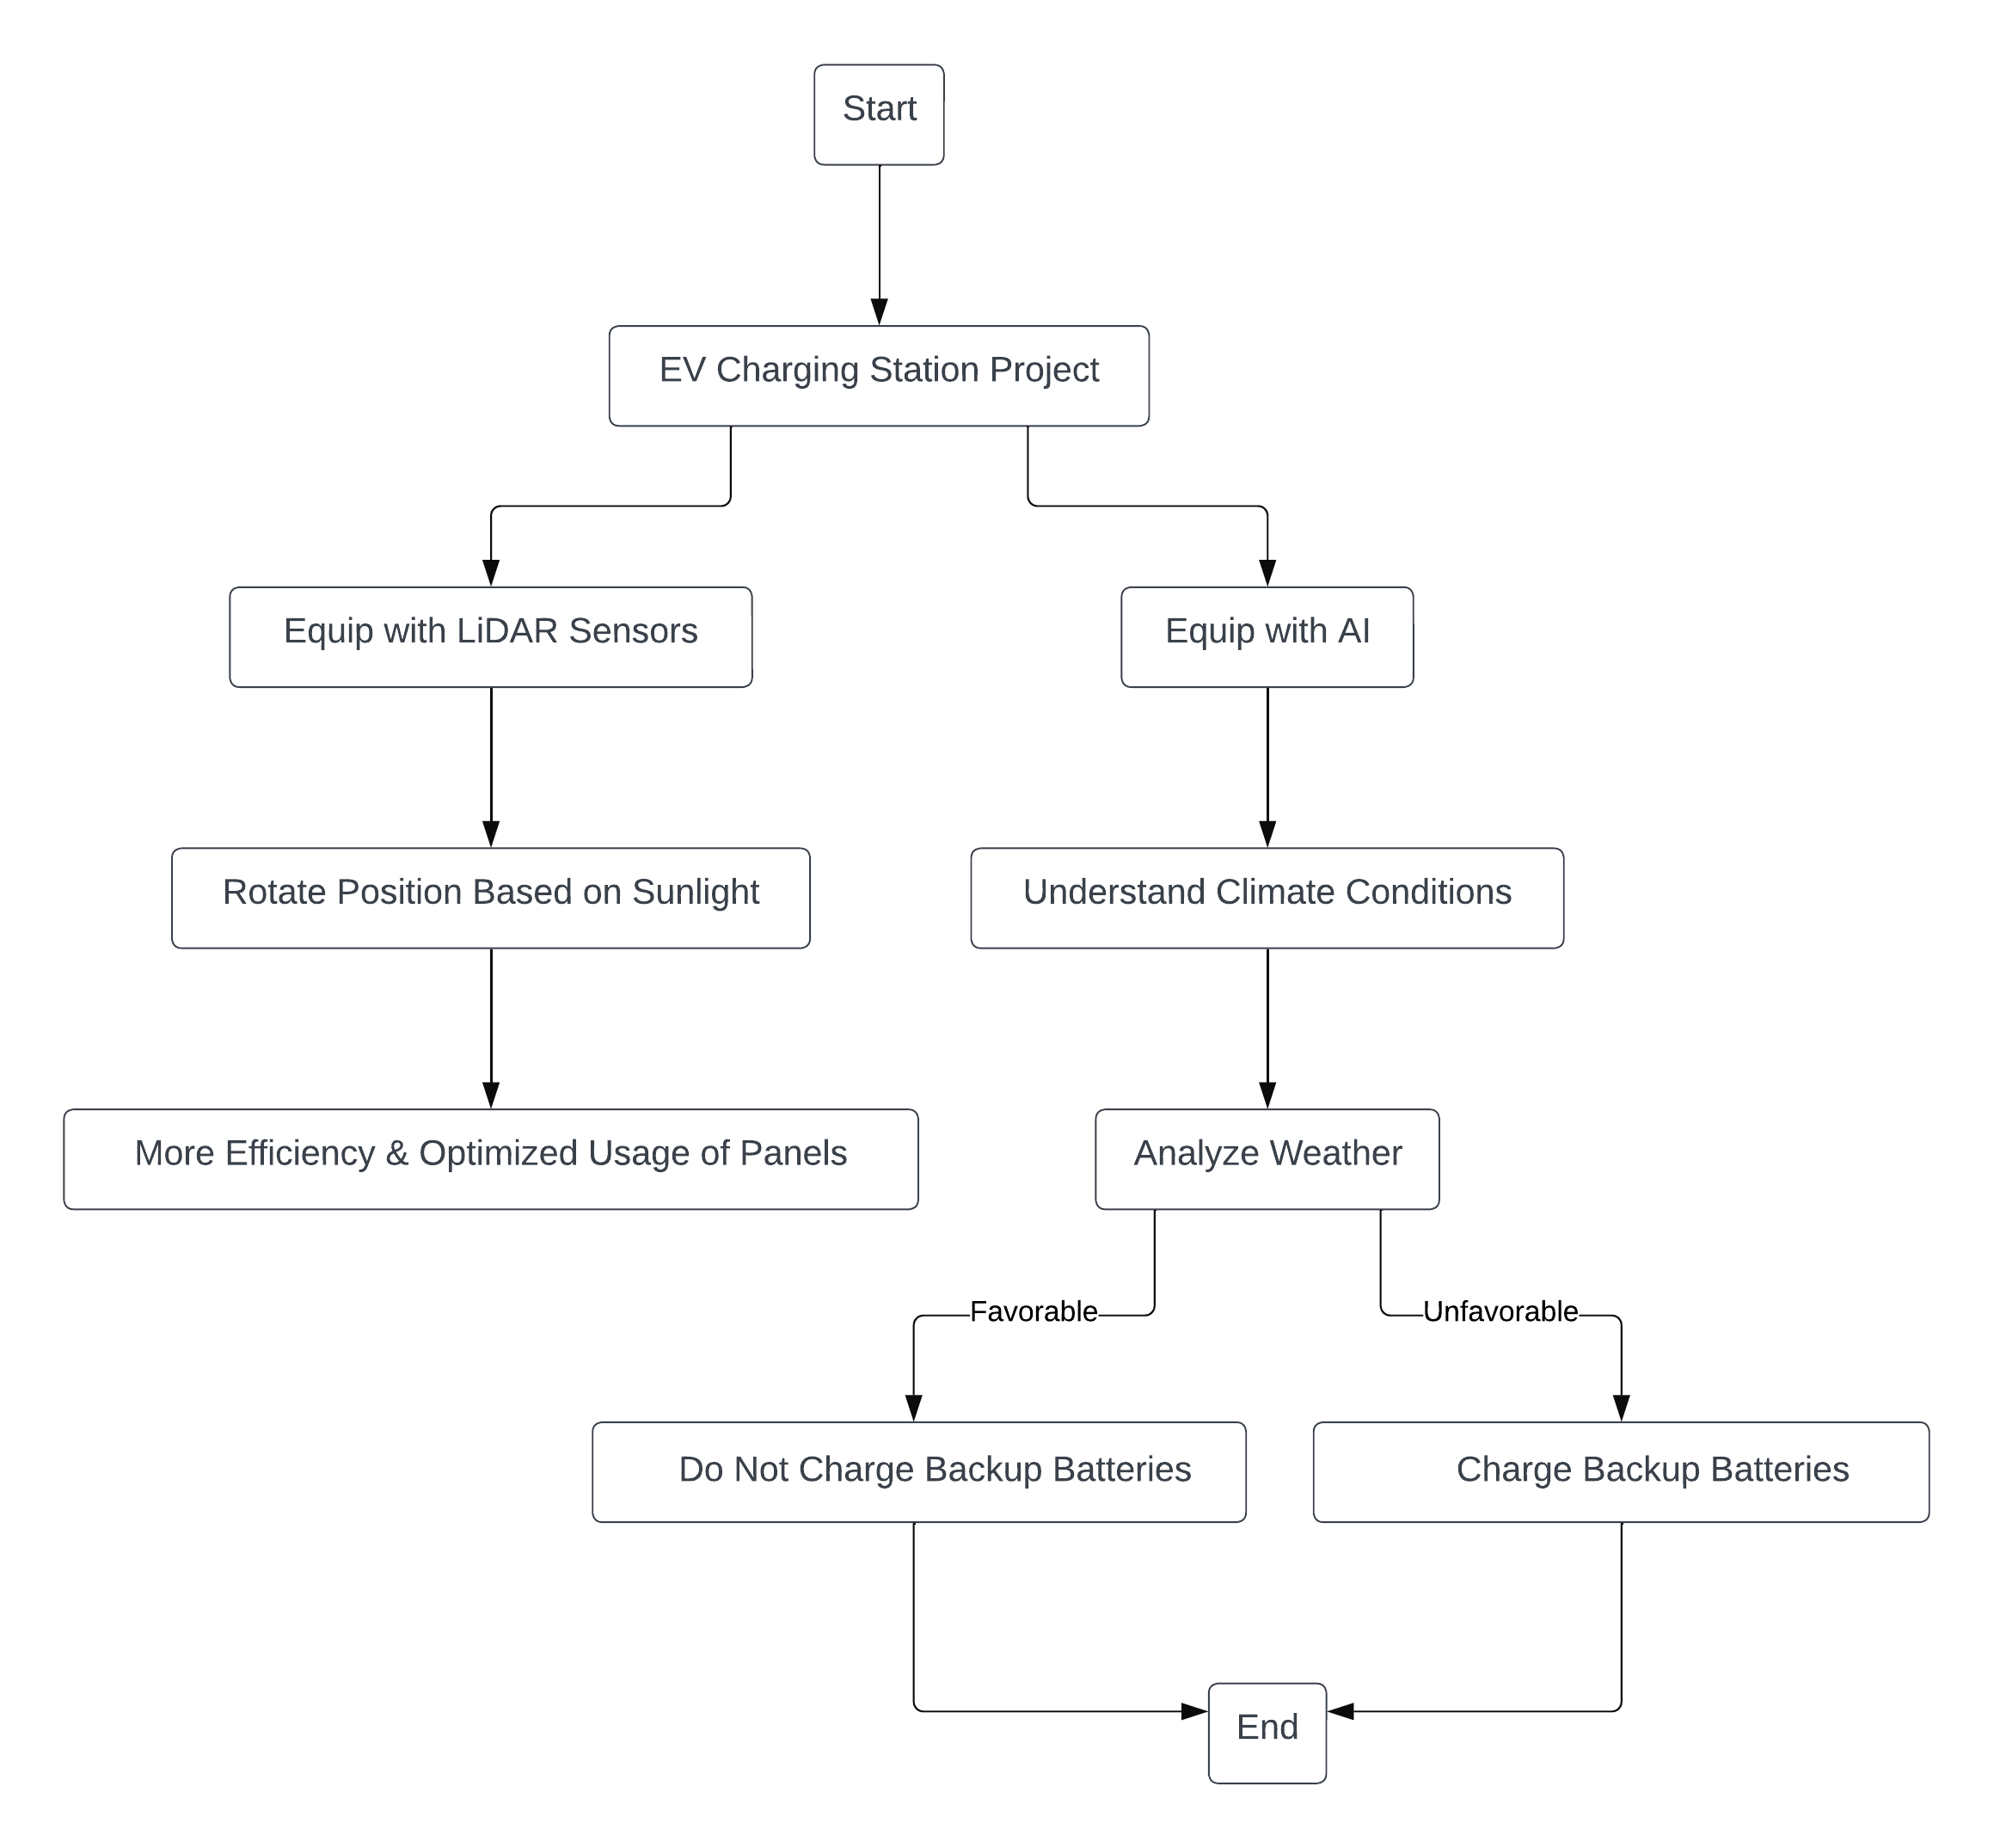 Start
EV Charging Station Project
Equip with LiDAR Sensors
Equip with AI
Rotate Position Based on Sunlight
Understand Climate Conditions
More Efficiency & Optimized Usage of Panels
Analyze Weather
Favorable
Unfavorable
Do Not Charge Backup Batteries
Charge Backup Batteries
End